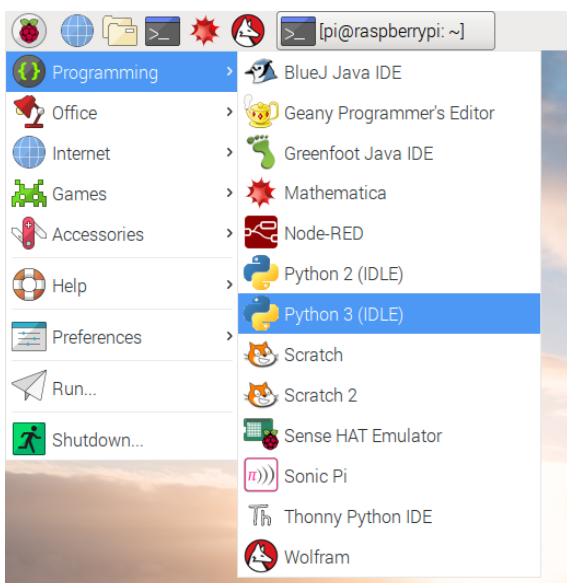 [pi@raspberrypi: ~]
Programming
Office
Internet
Games
Accessories
Help
Preferences
Run...
Shutdown...
BlueJ Java IDE
Geany Programmer's Editor
Greenfoot Java IDE
Mathematica
Node-RED
Python 2 (IDLE)
Python 3 (IDLE)
Scratch
Scratch 2
Sense HAT Emulator
π)))
Sonic Pi
Th
Thonny Python IDE
Wolfram